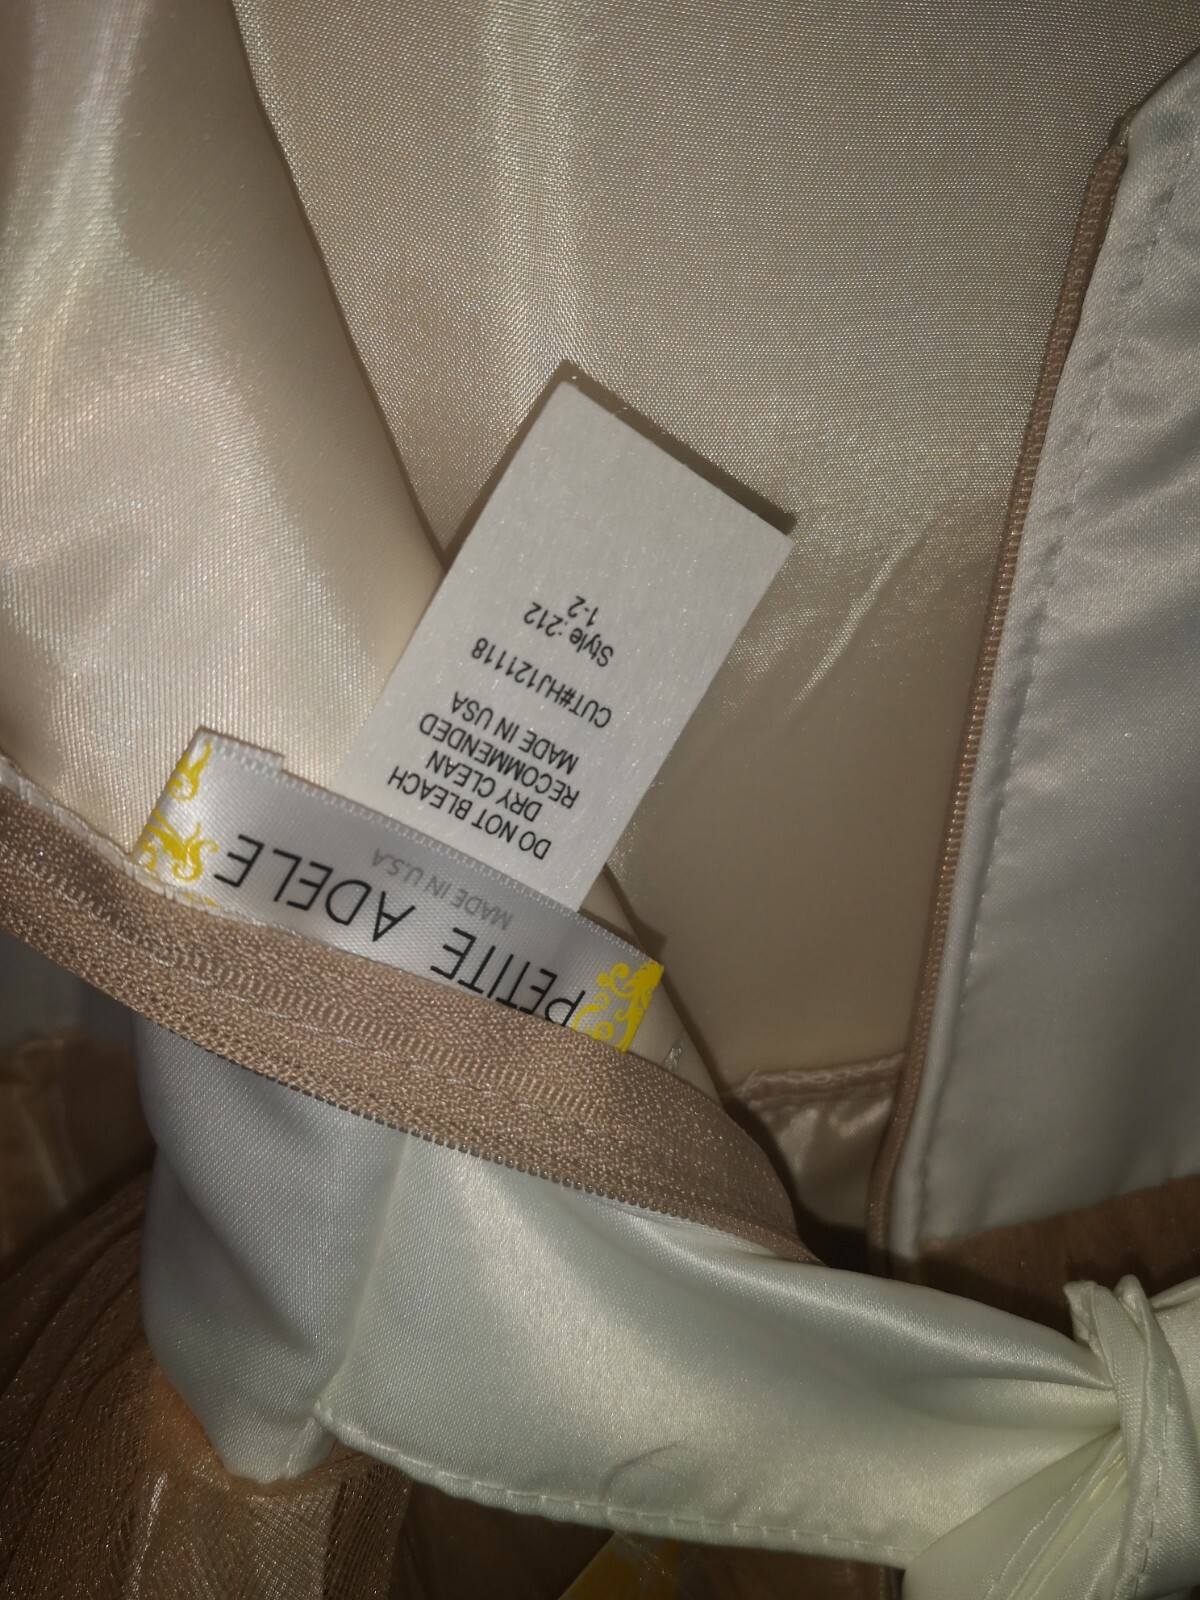 PETITE ADELE
MADE IN U.S.A
DO NOT BLEACH
DRY CLEAN
RECOMMENDED
MADE IN USA
CUT#HJ121118
Style:212
1-2